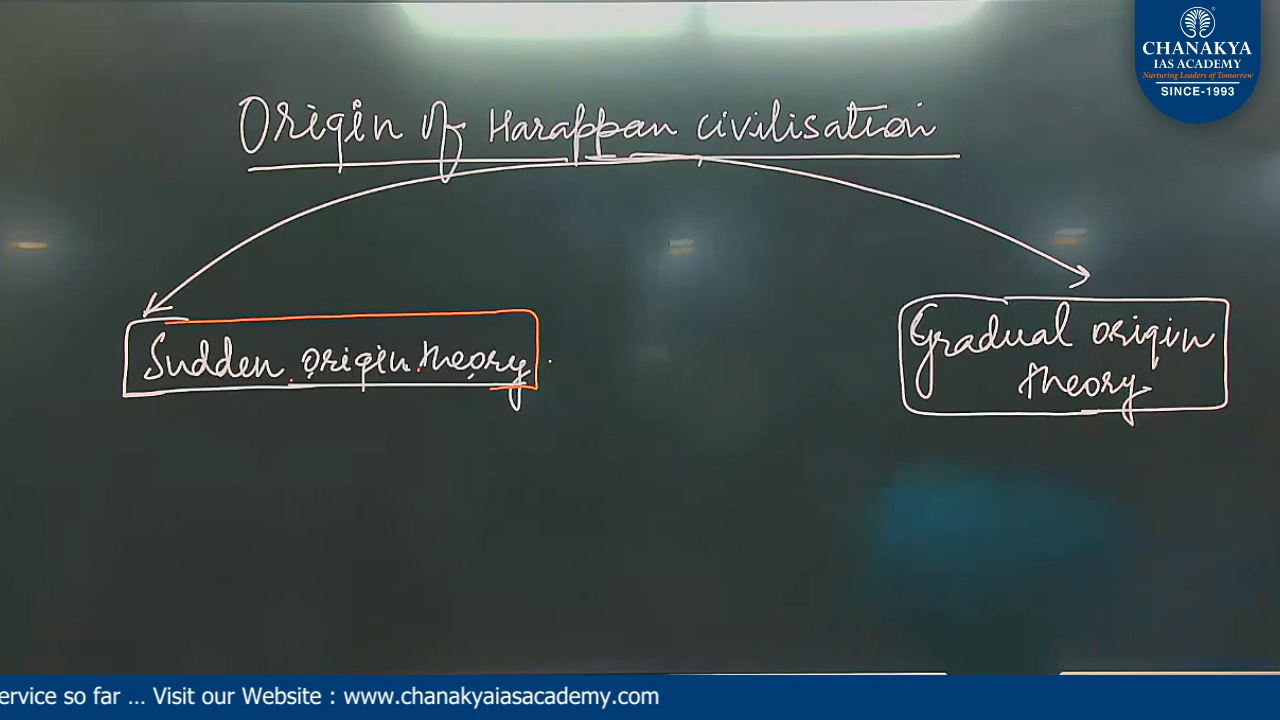 CHANAKYA
IAS ACADEMY
Nurturing Leaders of Tomorrow
SINCE-1993
Origin of Harappan civilisation
Sudden origin theory
Gradual origin
theory
ervice so far ... Visit our Website : www.chanakyaiasacademy.com